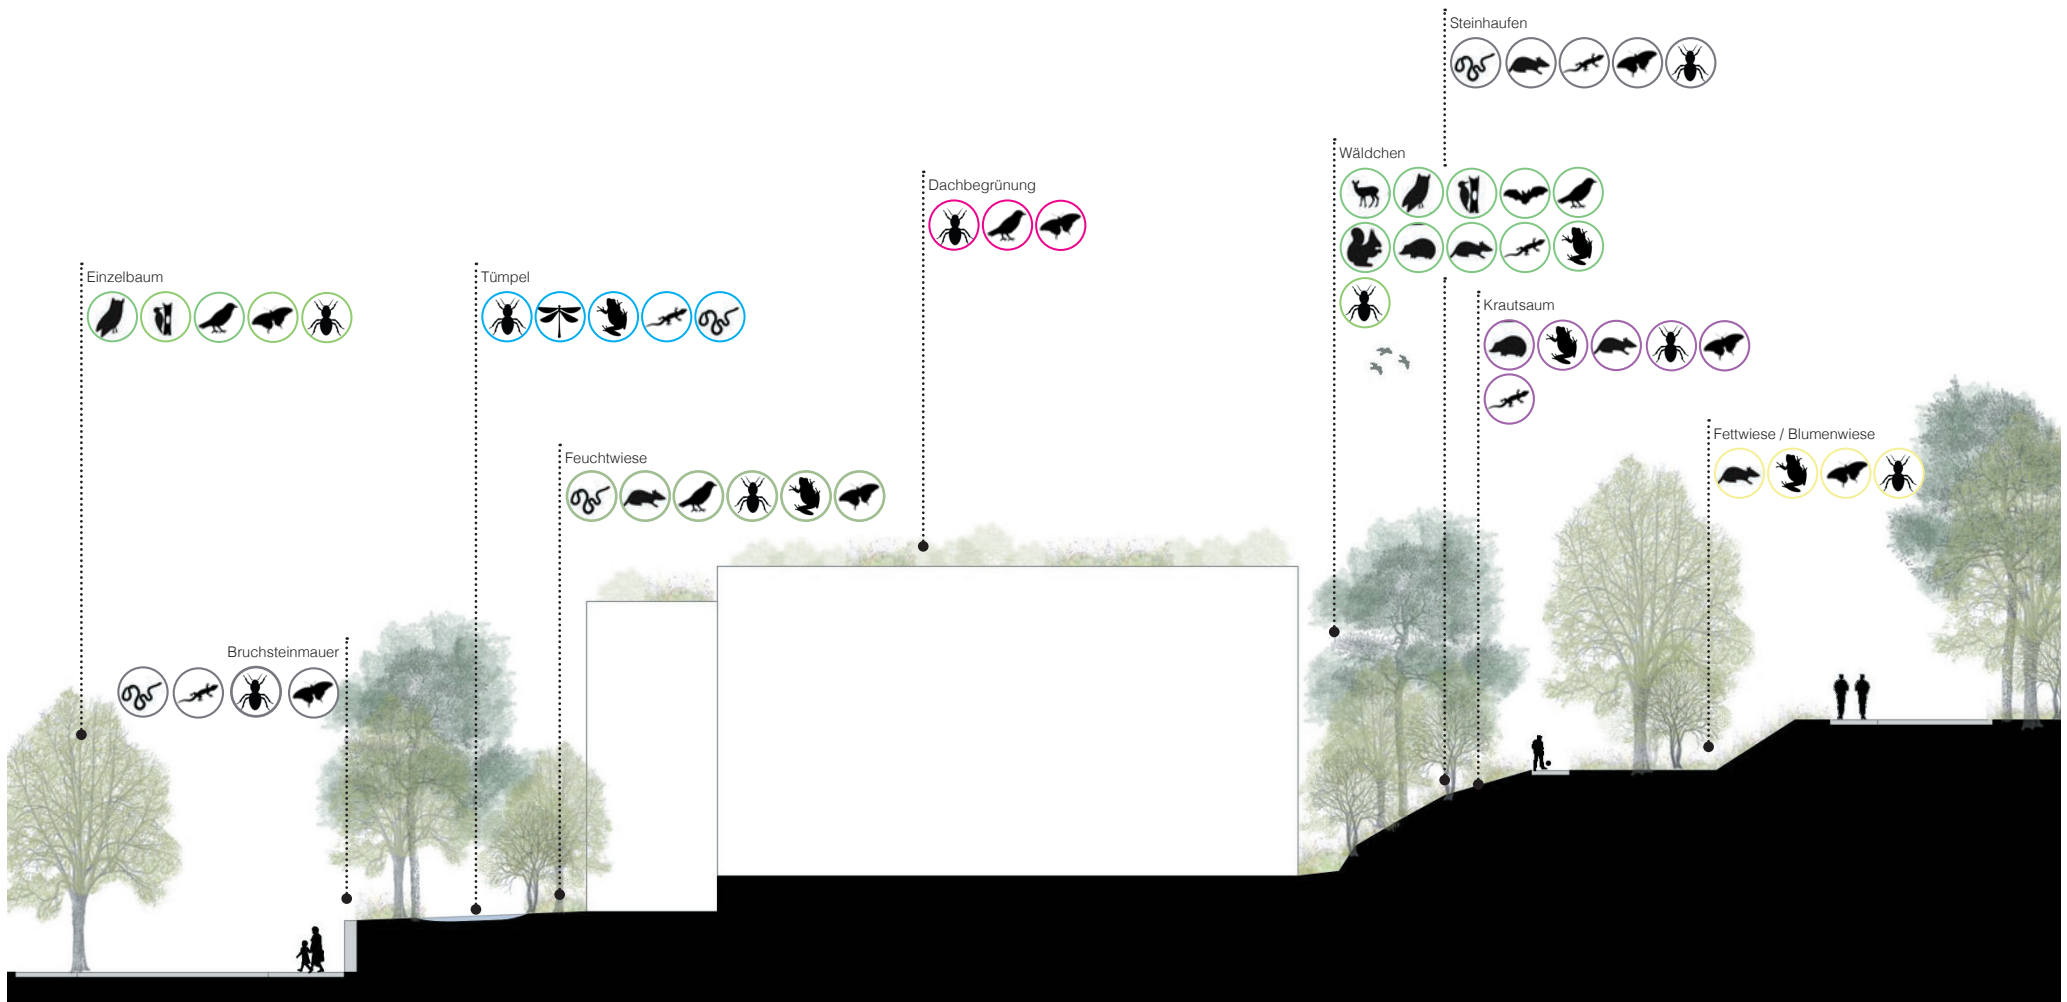 Steinhaufen
Wäldchen
Dachbegrünung
Einzelbaum
Tümpel
Krautsaum
Fettwiese / Blumenwiese
Feuchtwiese
Bruchsteinmauer